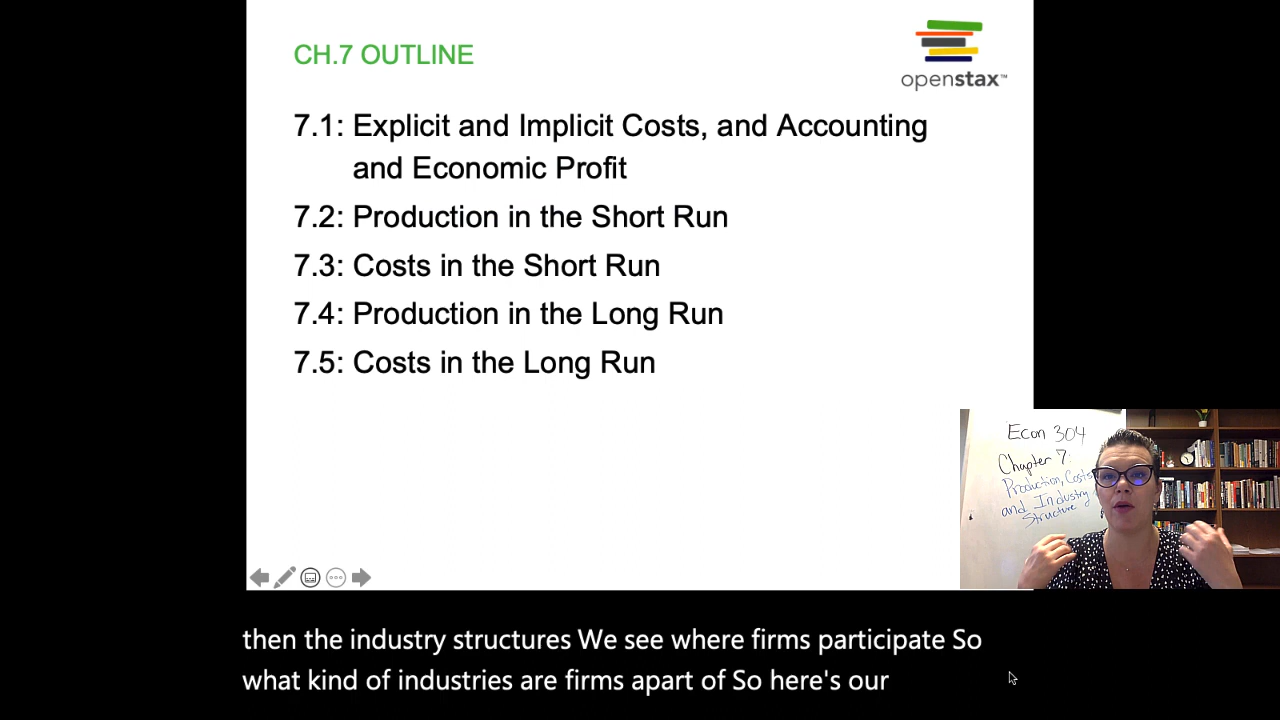 CH.7 OUTLINE
openstax™
7.1: Explicit and Implicit Costs, and Accounting
and Economic Profit
7.2: Production in the Short Run
7.3: Costs in the Short Run
7.4: Production in the Long Run
7.5: Costs in the Long Run
Econ 304
Chapter 7:
Production, Costs
and Industry
Structure
then the industry structures We see where firms participate So
what kind of industries are firms apart of So here's our